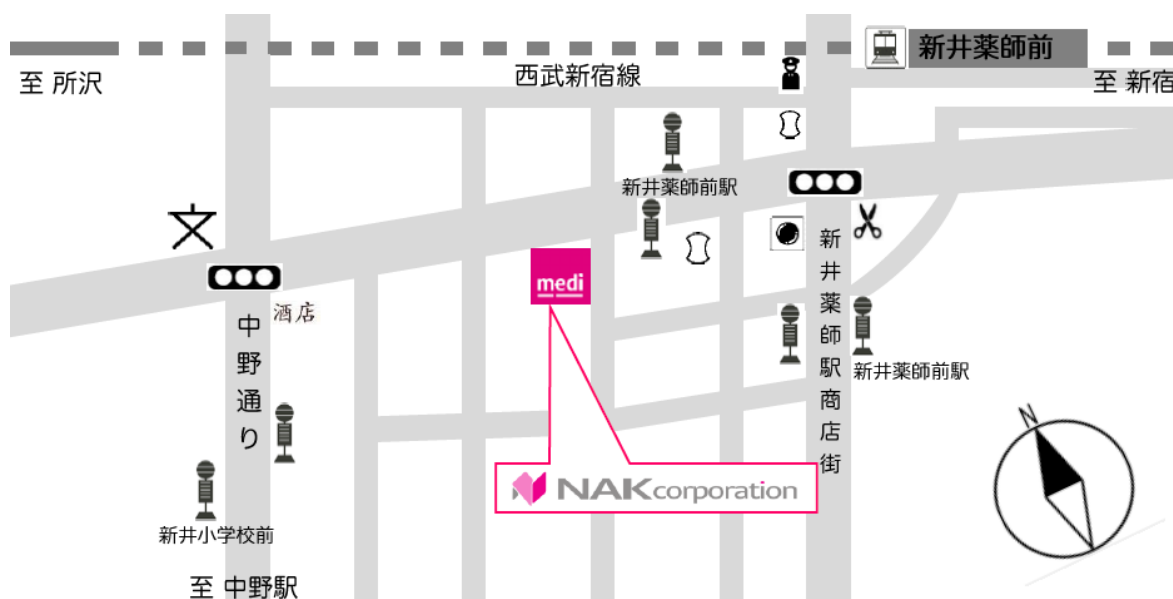 新井薬師前
至 所沢
西武新宿線
至 新宿
新井薬師前駅
新井薬師駅商店街
medi
酒店
中野通り
新井薬師前駅
NAKcorporation
新井小学校前
至 中野駅
N